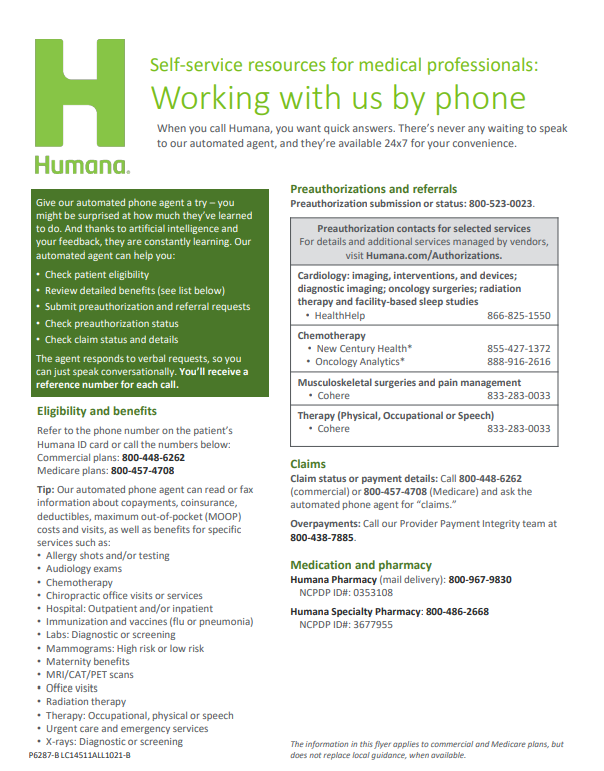 Self-service resources for medical professionals:
Working with us by phone
When you call Humana, you want quick answers. There's never any waiting to speak
to our automated agent, and they're available 24x7 for your convenience.
Humana®
Give our automated phone agent a try – you
might be surprised at how much they've learned
to do. And thanks to artificial intelligence and
your feedback, they are constantly learning. Our
automated agent can help you:
• Check patient eligibility
• Review detailed benefits (see list below)
• Submit preauthorization and referral requests
• Check preauthorization status
• Check claim status and details
The agent responds to verbal requests, so you
can just speak conversationally. You'll receive a
reference number for each call.
Eligibility and benefits
Refer to the phone number on the patient's
Humana ID card or call the numbers below:
Commercial plans: 800-448-6262
Medicare plans: 800-457-4708
Tip: Our automated phone agent can read or fax
information about copayments, coinsurance,
deductibles, maximum out-of-pocket (MOOP)
costs and visits, as well as benefits for specific
services such as:
• Allergy shots and/or testing
• Audiology exams
• Chemotherapy
• Chiropractic office visits or services
• Hospital: Outpatient and/or inpatient
• Immunization and vaccines (flu or pneumonia)
• Labs: Diagnostic or screening
• Mammograms: High risk or low risk
• Maternity benefits
• MRI/CAT/PET scans
• Office visits
• Radiation therapy
• Therapy: Occupational, physical or speech
• Urgent care and emergency services
• X-rays: Diagnostic or screening
P6287-B LC14511ALL1021-B
Preauthorizations and referrals
Preauthorization submission or status: 800-523-0023.
Preauthorization contacts for selected services
For details and additional services managed by vendors,
visit Humana.com/Authorizations.
Cardiology: imaging, interventions, and devices;
diagnostic imaging; oncology surgeries; radiation
therapy and facility-based sleep studies
• HealthHelp 866-825-1550
Chemotherapy
• New Century Health* 855-427-1372
• Oncology Analytics* 888-916-2616
Musculoskeletal surgeries and pain management
• Cohere 833-283-0033
Therapy (Physical, Occupational or Speech)
• Cohere 833-283-0033
Claims
Claim status or payment details: Call 800-448-6262
(commercial) or 800-457-4708 (Medicare) and ask the
automated phone agent for "claims."
Overpayments: Call our Provider Payment Integrity team at
800-438-7885.
Medication and pharmacy
Humana Pharmacy (mail delivery): 800-967-9830
NCPDP ID#: 0353108
Humana Specialty Pharmacy: 800-486-2668
NCPDP ID#: 3677955
The information in this flyer applies to commercial and Medicare plans, but
does not replace local guidance, when available.